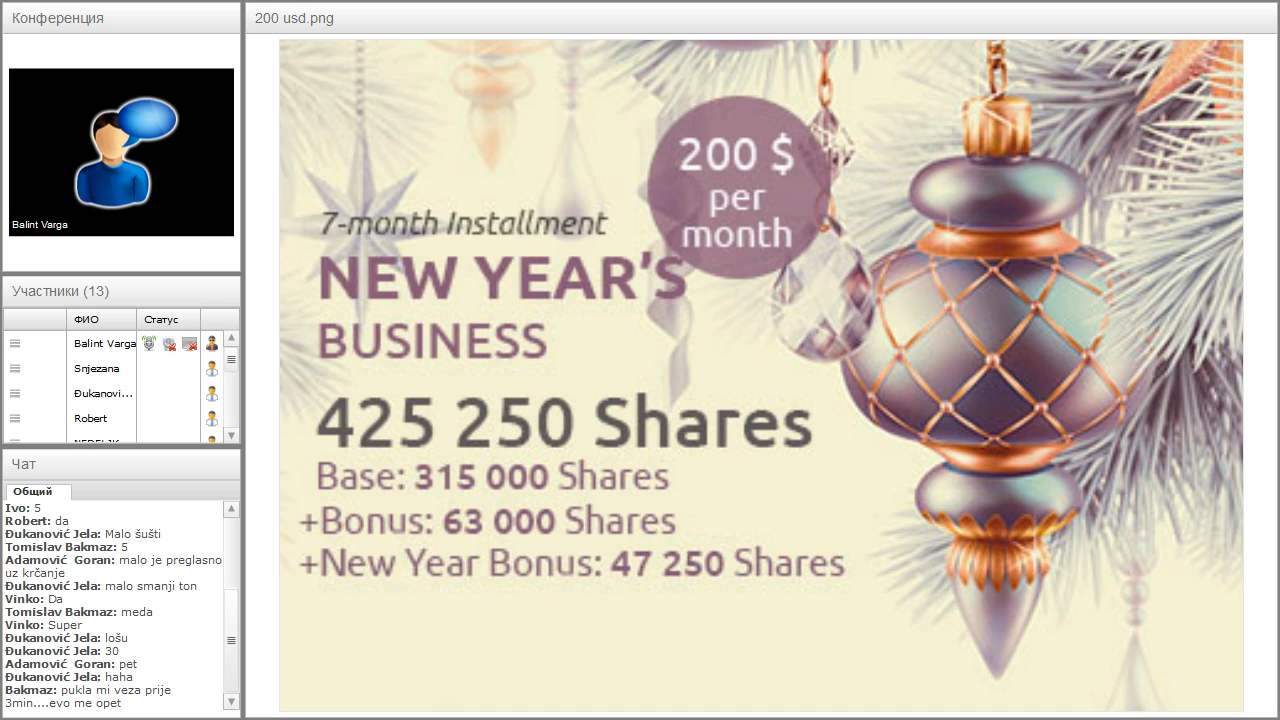 Конференция
200 usd.png
Balint Varga
Участники (13)
ФИО Статус
Balint Varga
Snjezana
Đukanovi...
Robert
Чат
Общий
Ivo: 5
Robert: da
Đukanović Jela: Malo šušti
Tomislav Bakmaz: 5
Adamović Goran: malo je preglasno
uz krčanje
Đukanović Jela: malo smanji ton
Vinko: Da
Tomislav Bakmaz: meda
Vinko: Super
Đukanović Jela: lošu
Đukanović Jela: 30
Adamović Goran: pet
Đukanović Jela: haha
Bakmaz: pukla mi veza prije
3min....evo me opet
200 $
per
month
7-month Installment
NEW YEAR'S
BUSINESS
425 250 Shares
Base: 315 000 Shares
+Bonus: 63 000 Shares
+New Year Bonus: 47 250 Shares